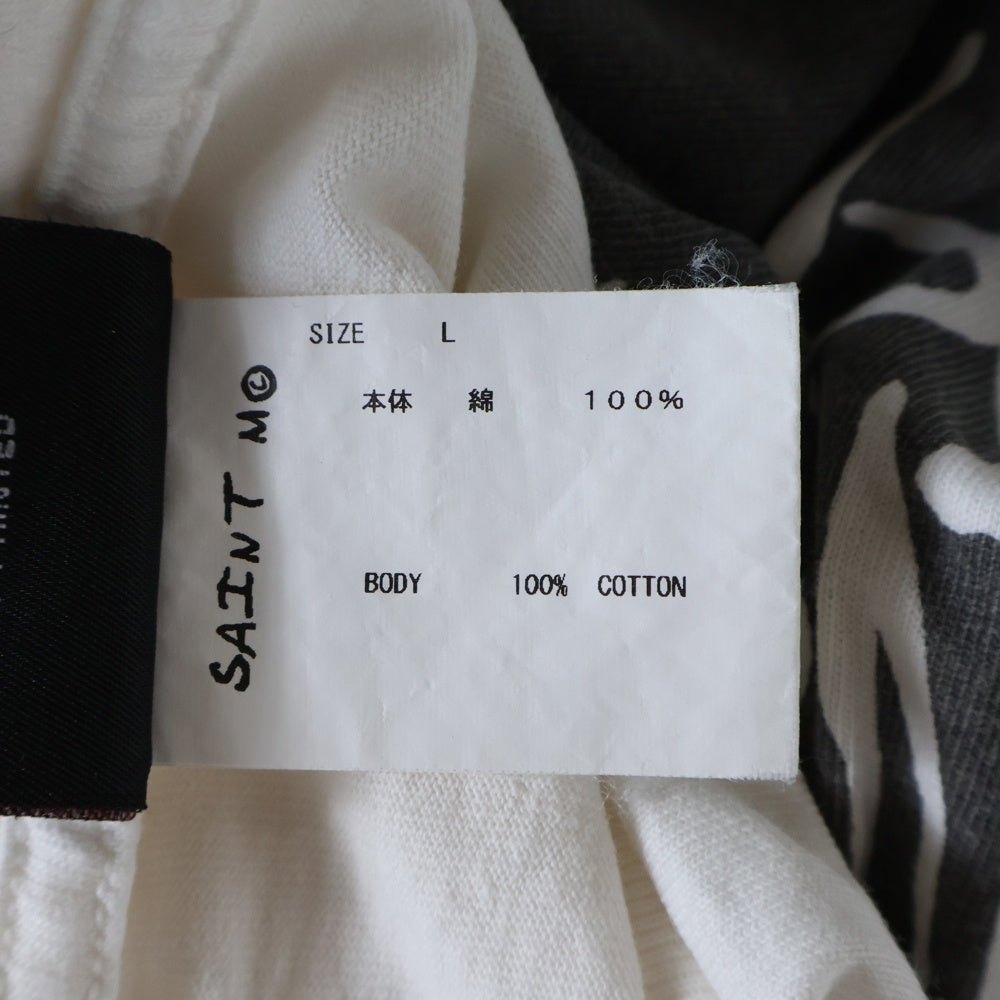 SIZE L
本体 綿 １００％
BODY 100% COTTON
SAINT M©